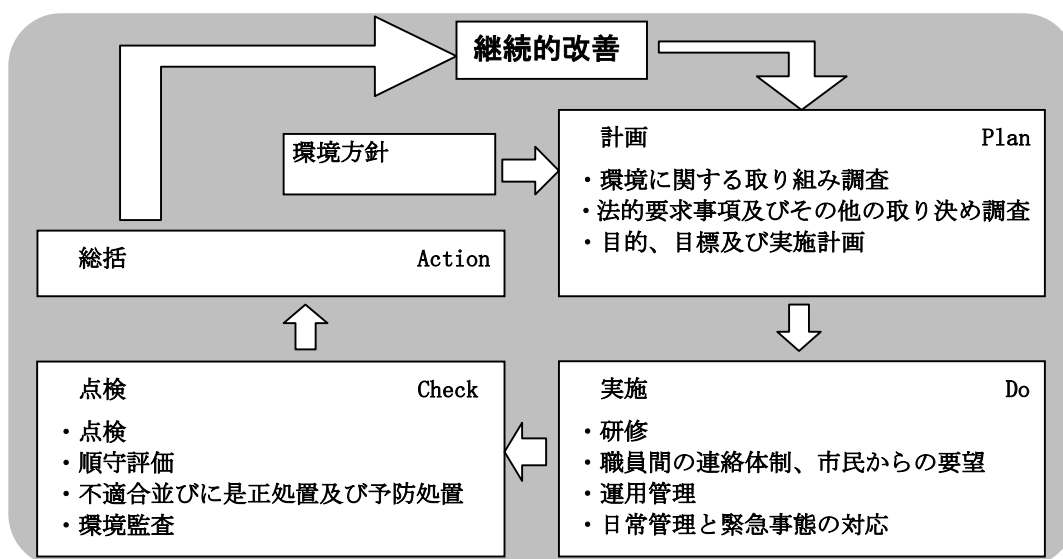 継続的改善
環境方針
計画 Plan
・環境に関する取り組み調査
・法的要求事項及びその他の取り決め調査
・目的、目標及び実施計画
総括 Action
点検 Check
・点検
・順守評価
・不適合並びに是正処置及び予防処置
・環境監査
実施 Do
・研修
・職員間の連絡体制、市民からの要望
・運用管理
・日常管理と緊急事態の対応